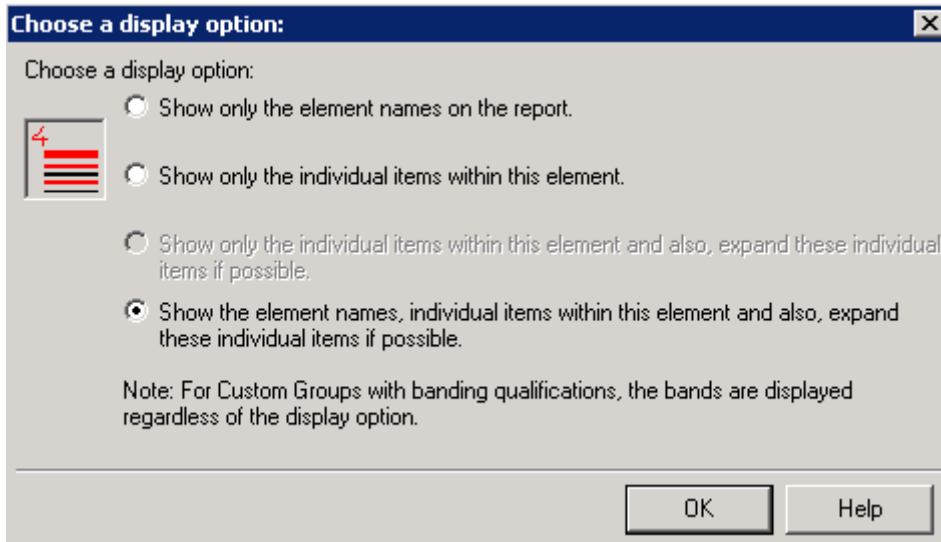 Choose a display option:
Choose a display option:
Show only the element names on the report.
4
Show only the individual items within this element.
Show only the individual items within this element and also, expand these individual
items if possible.
Show the element names, individual items within this element and also, expand
these individual items if possible.
Note: For Custom Groups with banding qualifications, the bands are displayed
regardless of the display option.
OK
Help